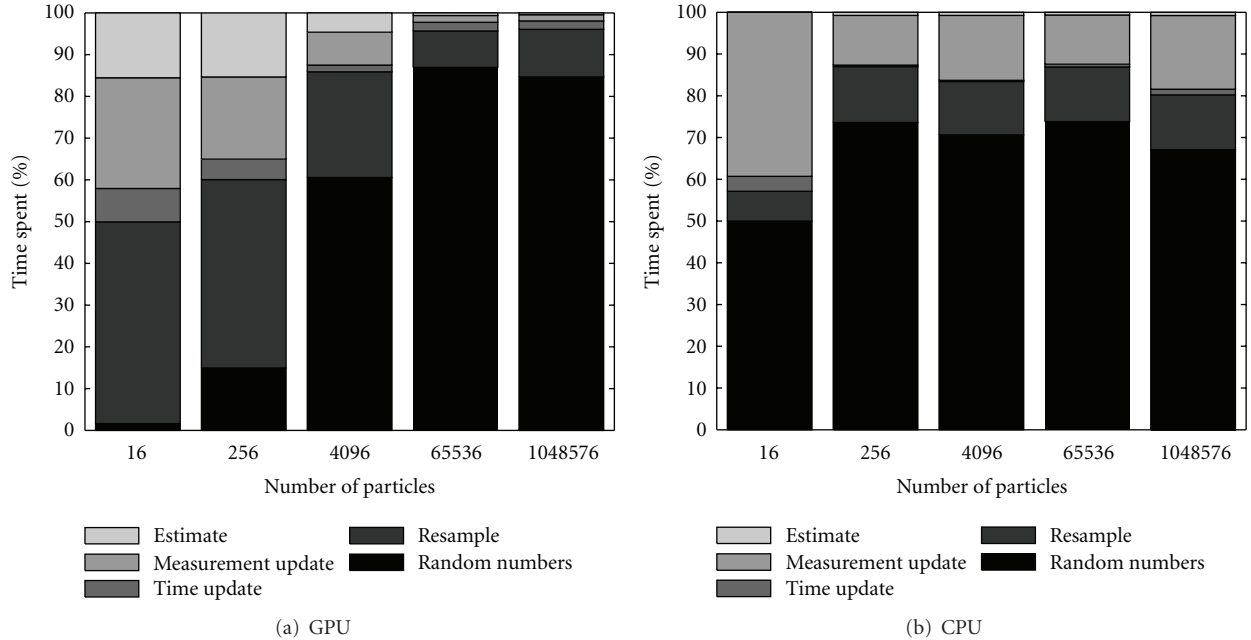 100
90
80
70
60
50
40
30
20
10
0
Time spent (%)
16 256 4096 65536 1048576
Number of particles
Estimate
Measurement update
Time update
Resample
Random numbers
(a) GPU
100
90
80
70
60
50
40
30
20
10
0
Time spent (%)
16 256 4096 65536 1048576
Number of particles
Estimate
Measurement update
Time update
Resample
Random numbers
(b) CPU